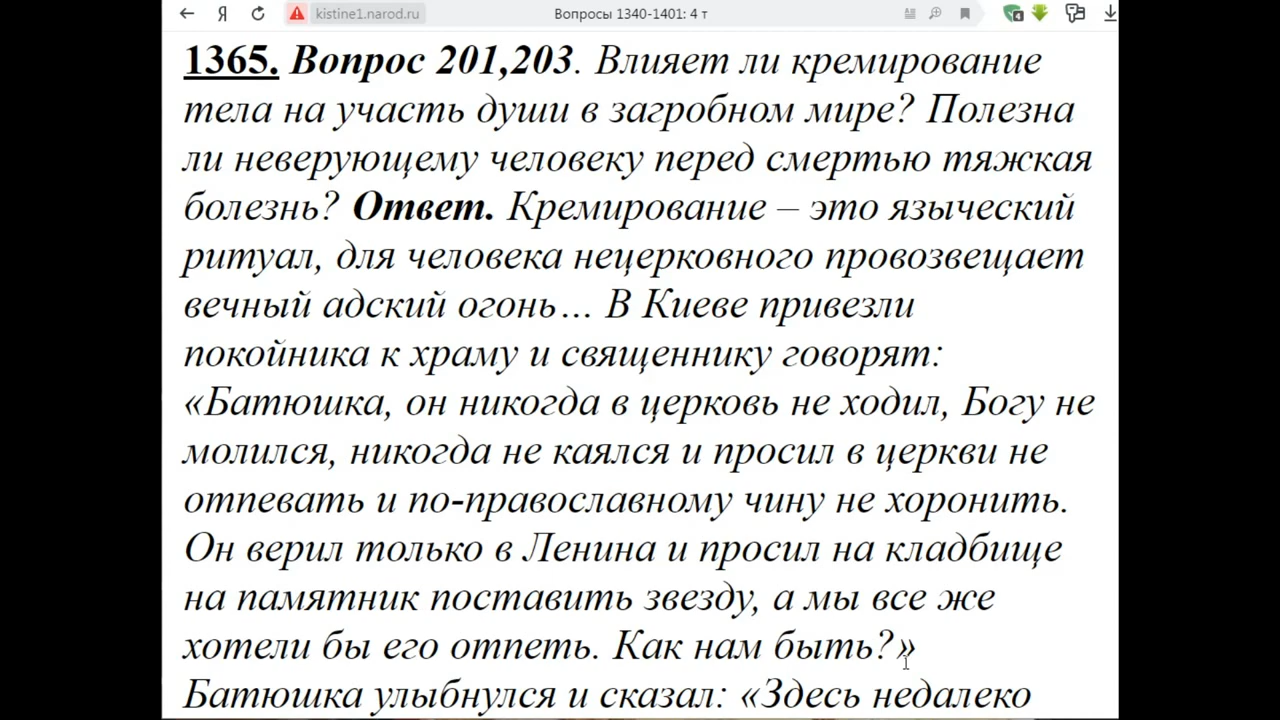 kistine1.narod.ru
Вопросы 1340-1401: 4 т
4
1365. Вопрос 201,203. Влияет ли кремирование
тела на участь души в загробном мире? Полезна
ли неверующему человеку перед смертью тяжкая
болезнь? Ответ. Кремирование – это языческий
ритуал, для человека нецерковного провозвещает
вечный адский огонь... В Киеве привезли
покойника к храму и священнику говорят:
«Батюшка, он никогда в церковь не ходил, Богу не
молился, никогда не каялся и просил в церкви не
отпевать и по-православному чину не хоронить.
Он верил только в Ленина и просил на кладбище
на памятник поставить звезду, а мы все же
хотели бы его отпеть. Как нам быть?»
Батюшка улыбнулся и сказал: «Здесь недалеко